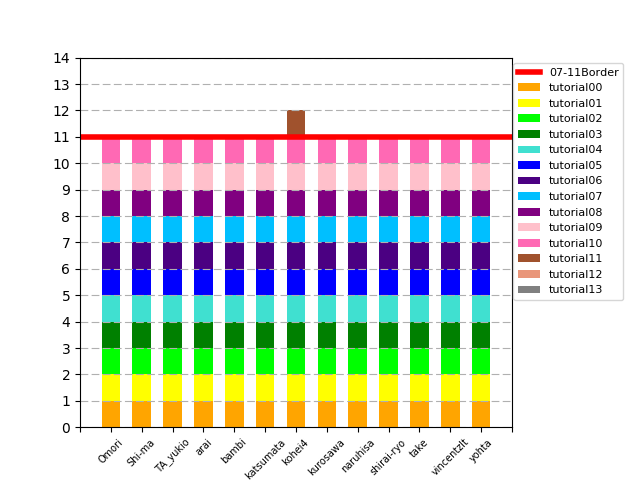 14
13
12
11
10
9
8
7
6
5
4
3
2
1
0
Omori
Shi-ma
TA_yukio
arai
bambi
katsumata
kohei4
kurosawa
naruhisa
shirai-ryo
take
vincentzlt
yohta
07-11Border
tutorial00
tutorial01
tutorial02
tutorial03
tutorial04
tutorial05
tutorial06
tutorial07
tutorial08
tutorial09
tutorial10
tutorial11
tutorial12
tutorial13